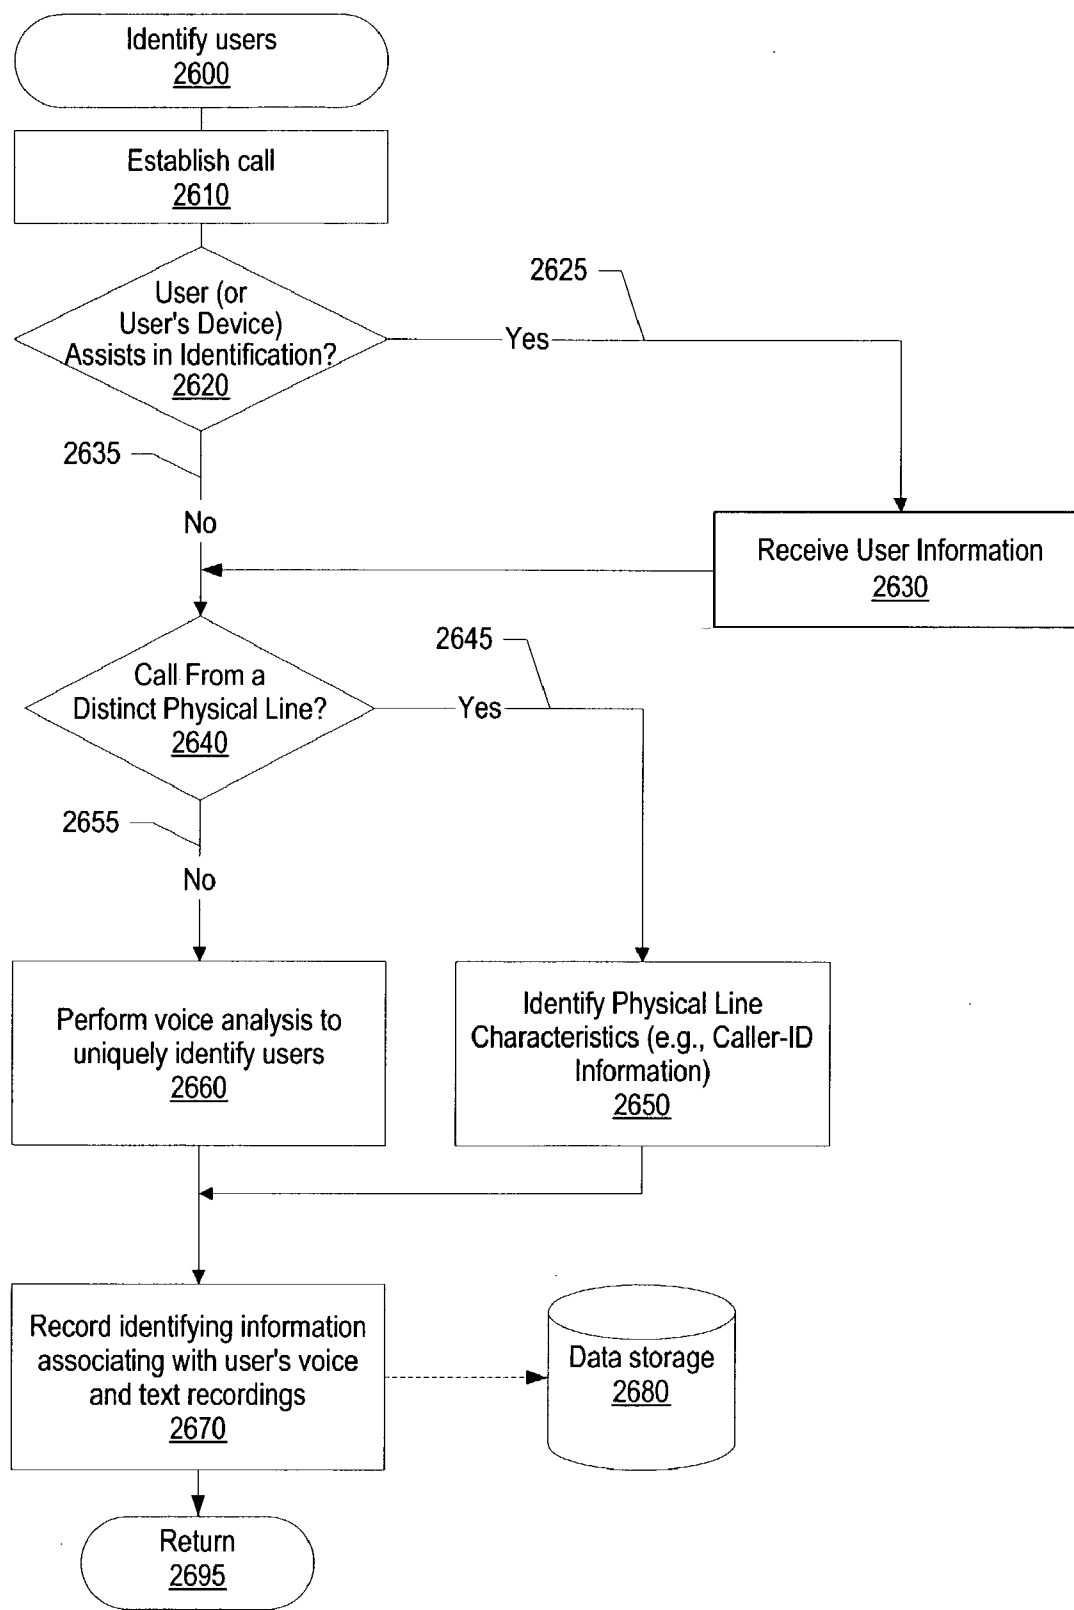 Identify users
2600
Establish call
2610
User (or
User's Device)
Assists in Identification?
2620
Yes
2625
2635
No
Receive User Information
2630
Call From a
Distinct Physical Line?
2640
Yes
2645
2655
No
Perform voice analysis to
uniquely identify users
2660
Identify Physical Line
Characteristics (e.g., Caller-ID
Information)
2650
Record identifying information
associating with user's voice
and text recordings
2670
Data storage
2680
Return
2695